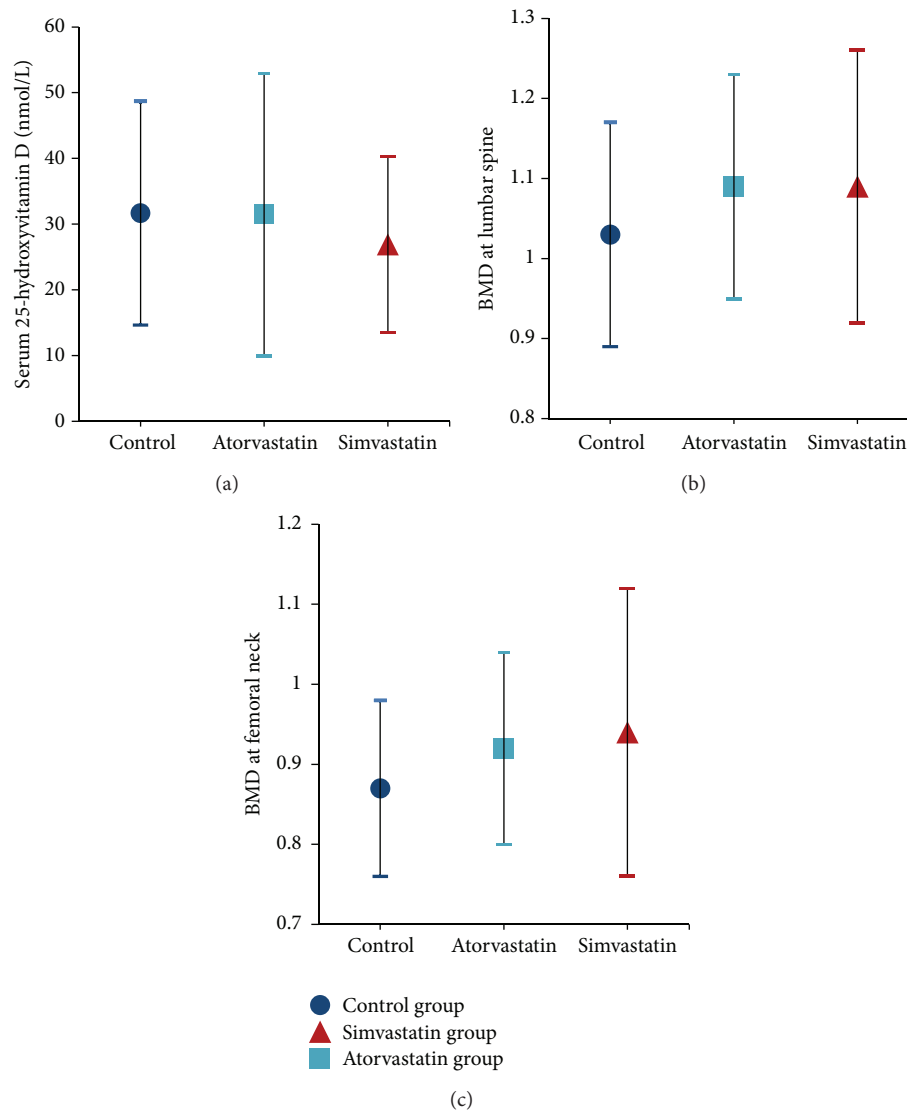 Serum 25-hydroxyvitamin D (nmol/L)
60
50
40
30
20
10
0
Control
Atorvastatin
Simvastatin
(a)
BMD at lumbar spine
1.3
1.2
1.1
1
0.9
0.8
Control
Atorvastatin
Simvastatin
(b)
BMD at femoral neck
1.2
1.1
1
0.9
0.8
0.7
Control
Atorvastatin
Simvastatin
Control group
Simvastatin group
Atorvastatin group
(c)